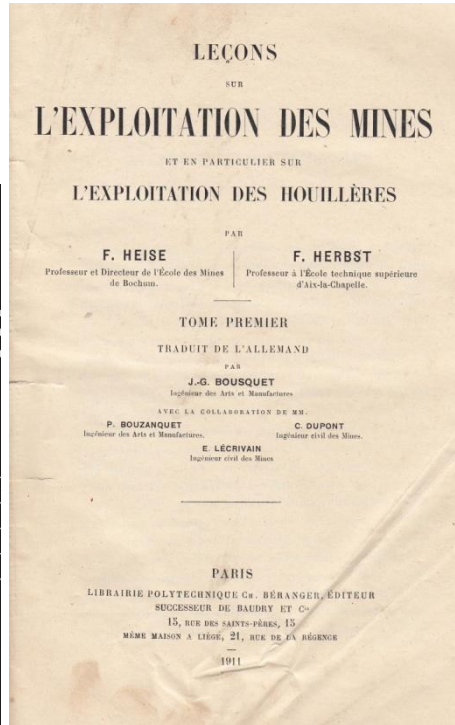 LEÇONS
SUR
L'EXPLOITATION DES MINES
ET EN PARTICULIER SUR
L'EXPLOITATION DES HOUILLÈRES
PAR
F. HEISE
Professeur et Directeur de l'École des Mines
de Bochum.
F. HERBST
Professeur à l'École technique supérieure
d'Aix-la-Chapelle.
TOME PREMIER
TRADUIT DE L'ALLEMAND
PAR
J.-G. BOUSQUET
Ingénieur des Arts et Manufactures
AVEC LA COLLABORATION DE MM.
P. BOUZANQUET
Ingénieur des Arts et Manufactures.
C. DUPONT
Ingénieur civil des Mines.
E. LÉCRIVAIN
Ingénieur civil des Mines
PARIS
LIBRAIRIE POLYTECHNIQUE CH. BÉRANGER, ÉDITEUR
SUCCESSEUR DE BAUDRY ET Cie
15, RUE DES SAINTS-PÈRES, 15
MÊME MAISON A LIÉGE, 21, RUE DE LA RÉGENCE
1911